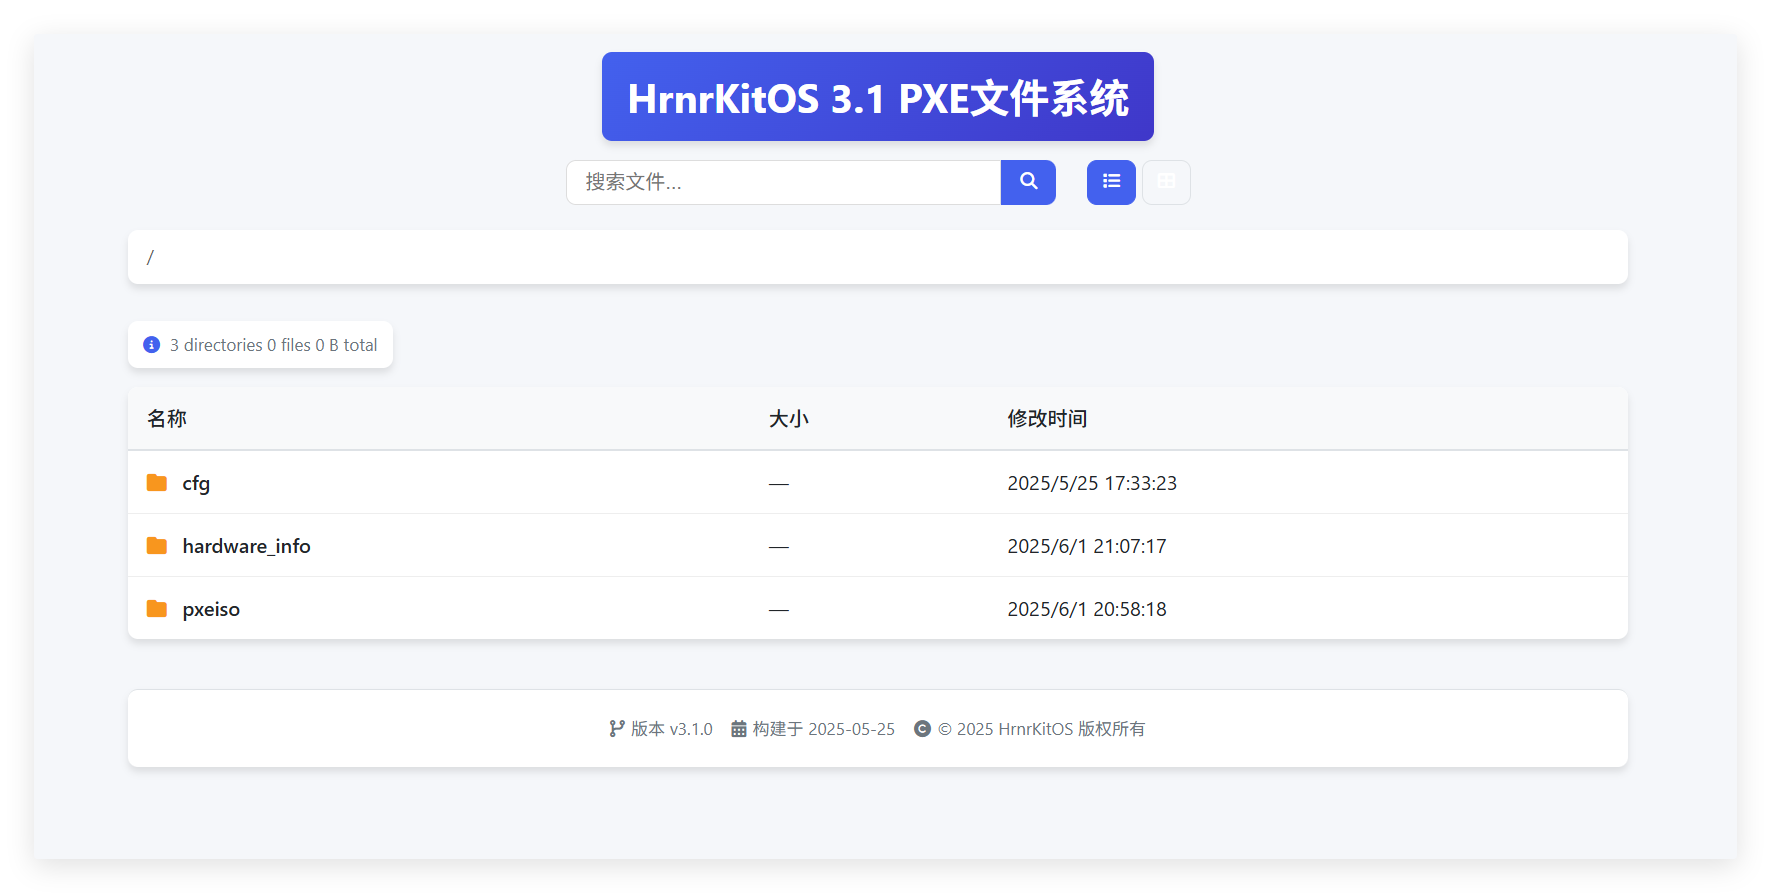 HrnrKitOS 3.1 PXE文件系统
搜索文件...
/
3 directories 0 files 0 B total
名称 大小 修改时间
cfg — 2025/5/25 17:33:23
hardware_info — 2025/6/1 21:07:17
pxeiso — 2025/6/1 20:58:18
版本 v3.1.0 构建于 2025-05-25 © 2025 HrnrKitOS 版权所有